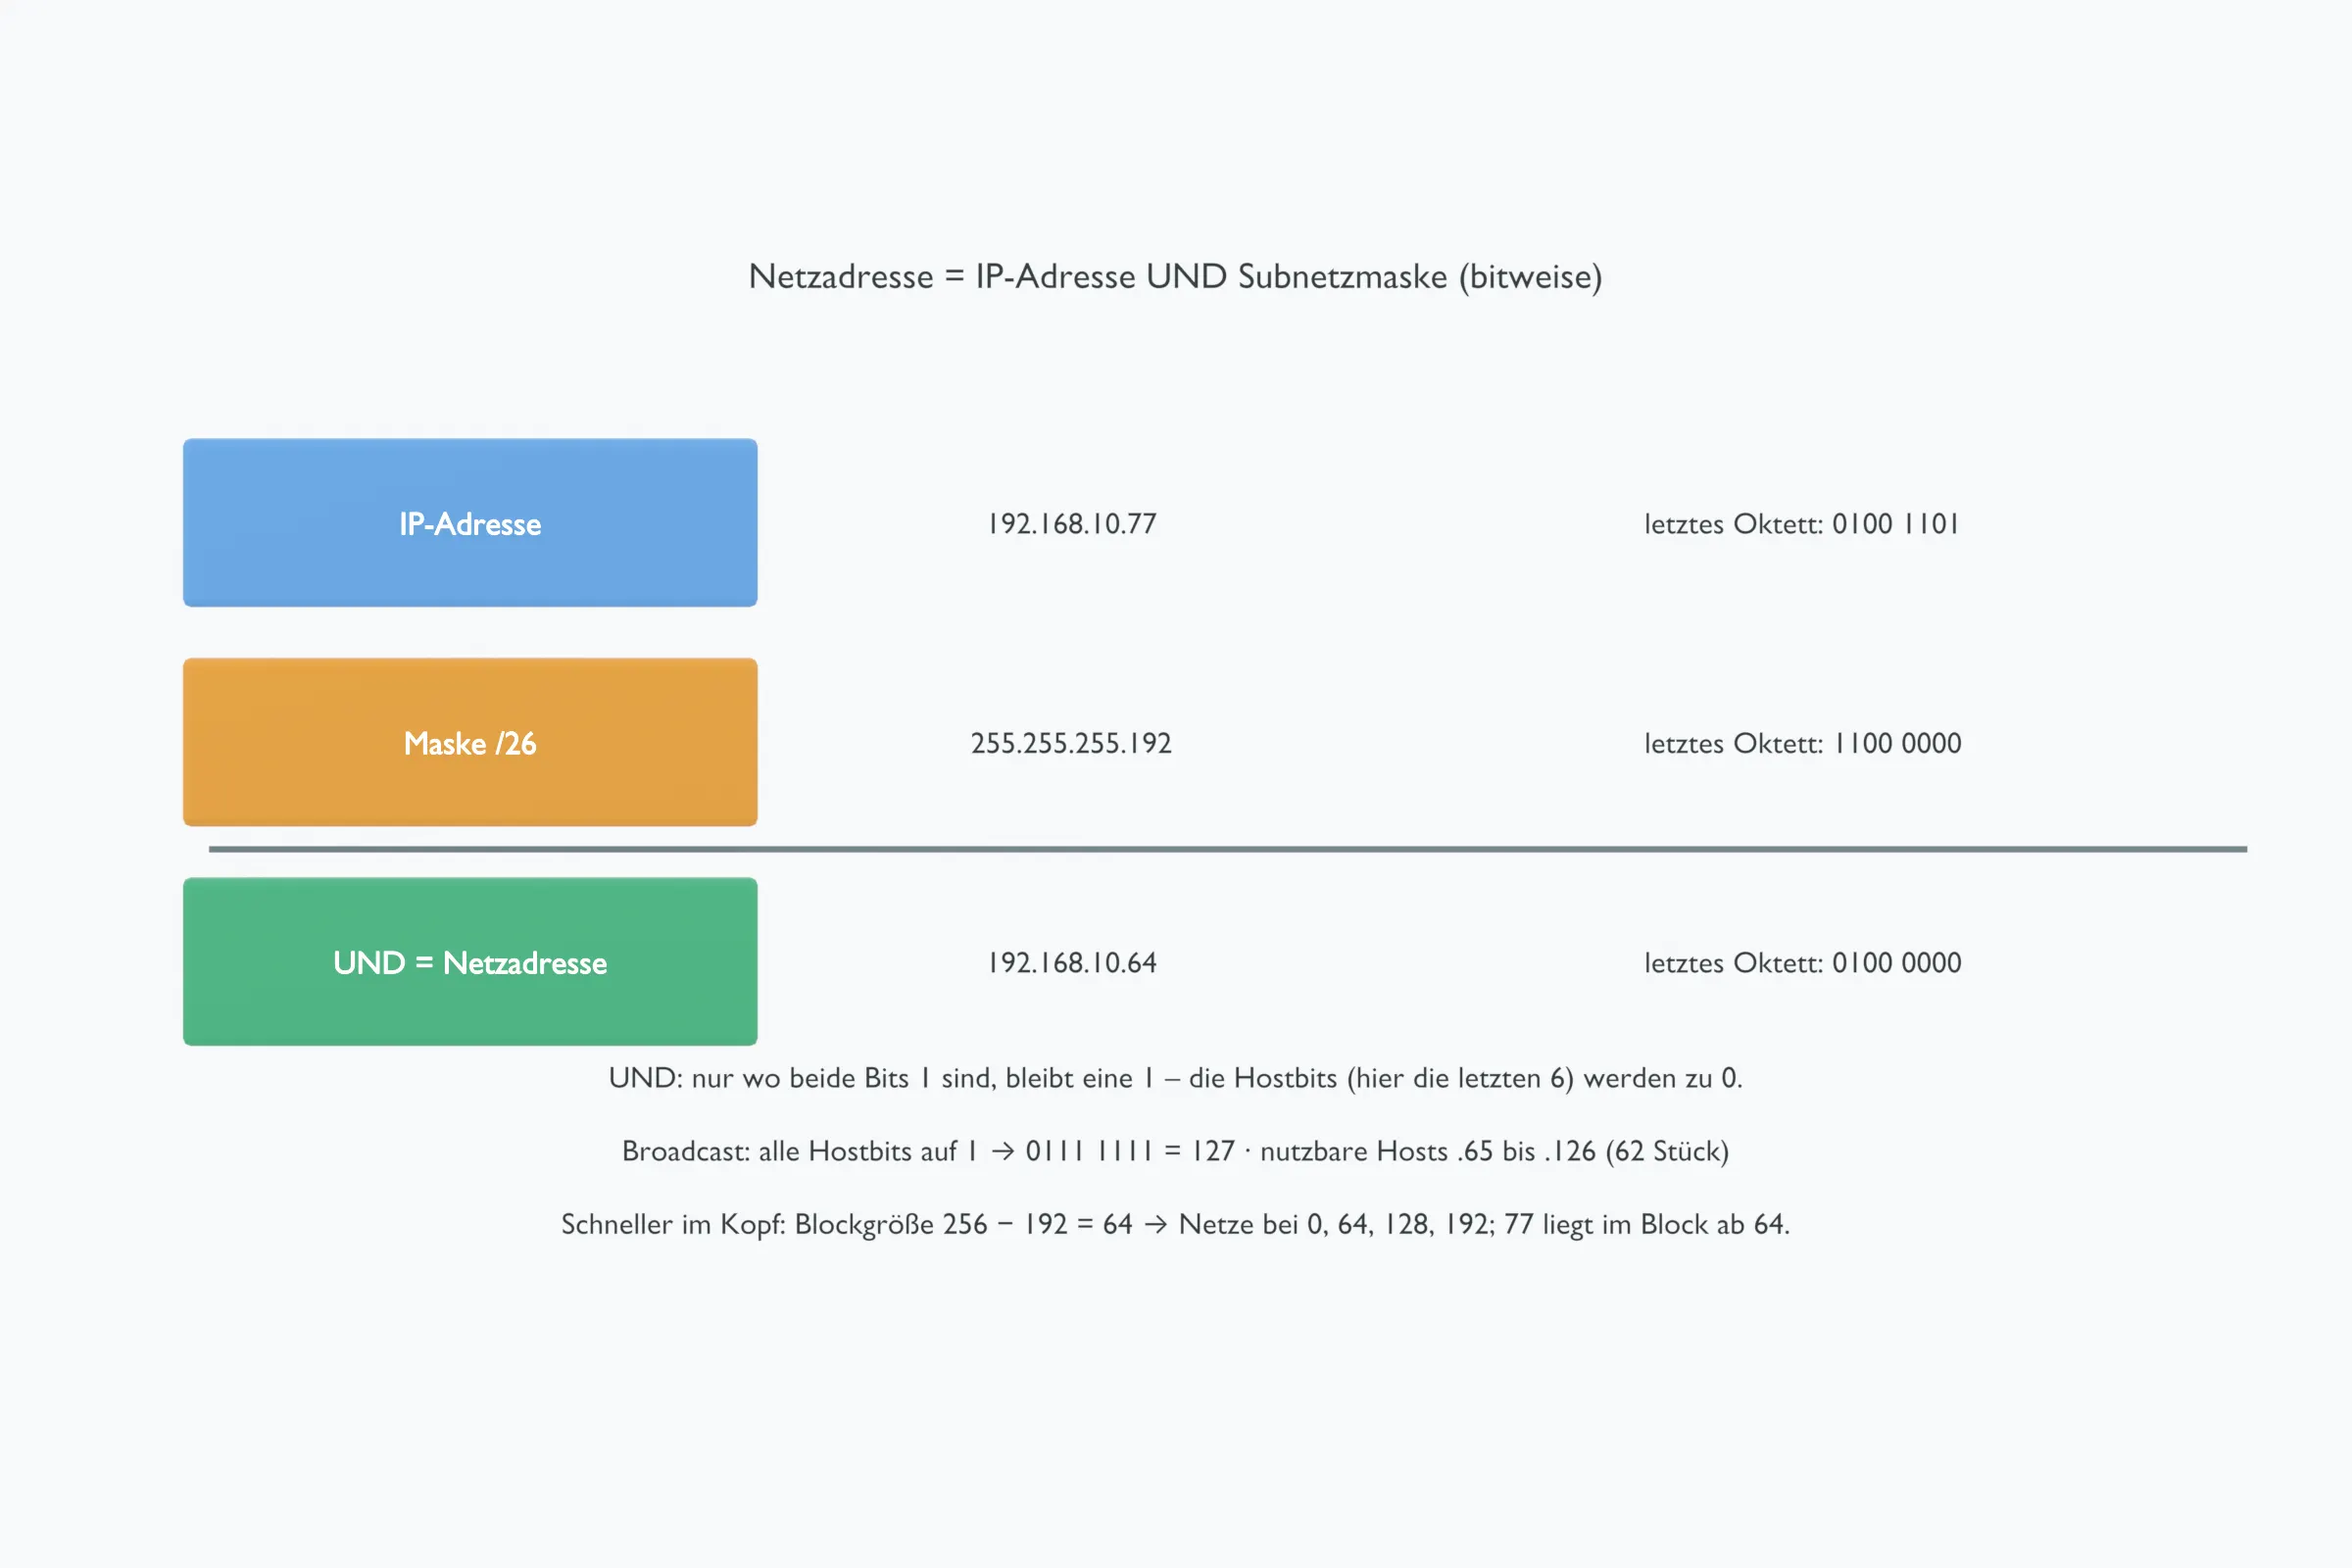 Netzadresse = IP-Adresse UND Subnetzmaske (bitweise)
IP-Adresse 192.168.10.77 letztes Oktett: 0100 1101
Maske /26 255.255.255.192 letztes Oktett: 1100 0000
UND = Netzadresse 192.168.10.64 letztes Oktett: 0100 0000
UND: nur wo beide Bits 1 sind, bleibt eine 1 – die Hostbits (hier die letzten 6) werden zu 0.
Broadcast: alle Hostbits auf 1 → 0111 1111 = 127 · nutzbare Hosts .65 bis .126 (62 Stück)
Schneller im Kopf: Blockgröße 256 − 192 = 64 → Netze bei 0, 64, 128, 192; 77 liegt im Block ab 64.